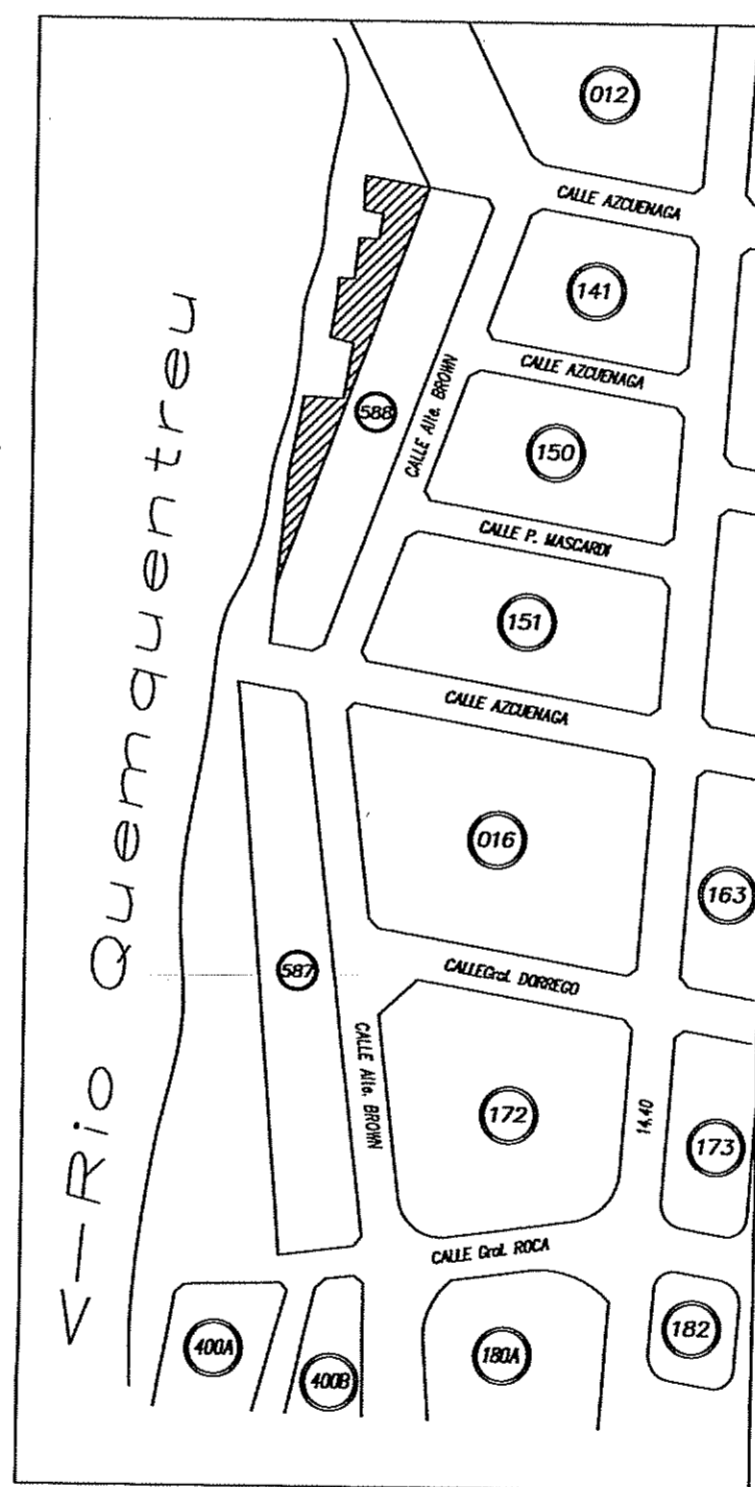 012
CALLE AZCUENAGA
141
CALLE AZCUENAGA
588
CALLE Alte. BROWN
150
CALLE P. MASCARDI
151
CALLE AZCUENAGA
016
163
587
CALLEGral. DORREGO
CALLE Alte. BROWN
172
14.40
173
CALLE Gral. ROCA
400A
400B
180A
182
<--Rio Quemquentreu